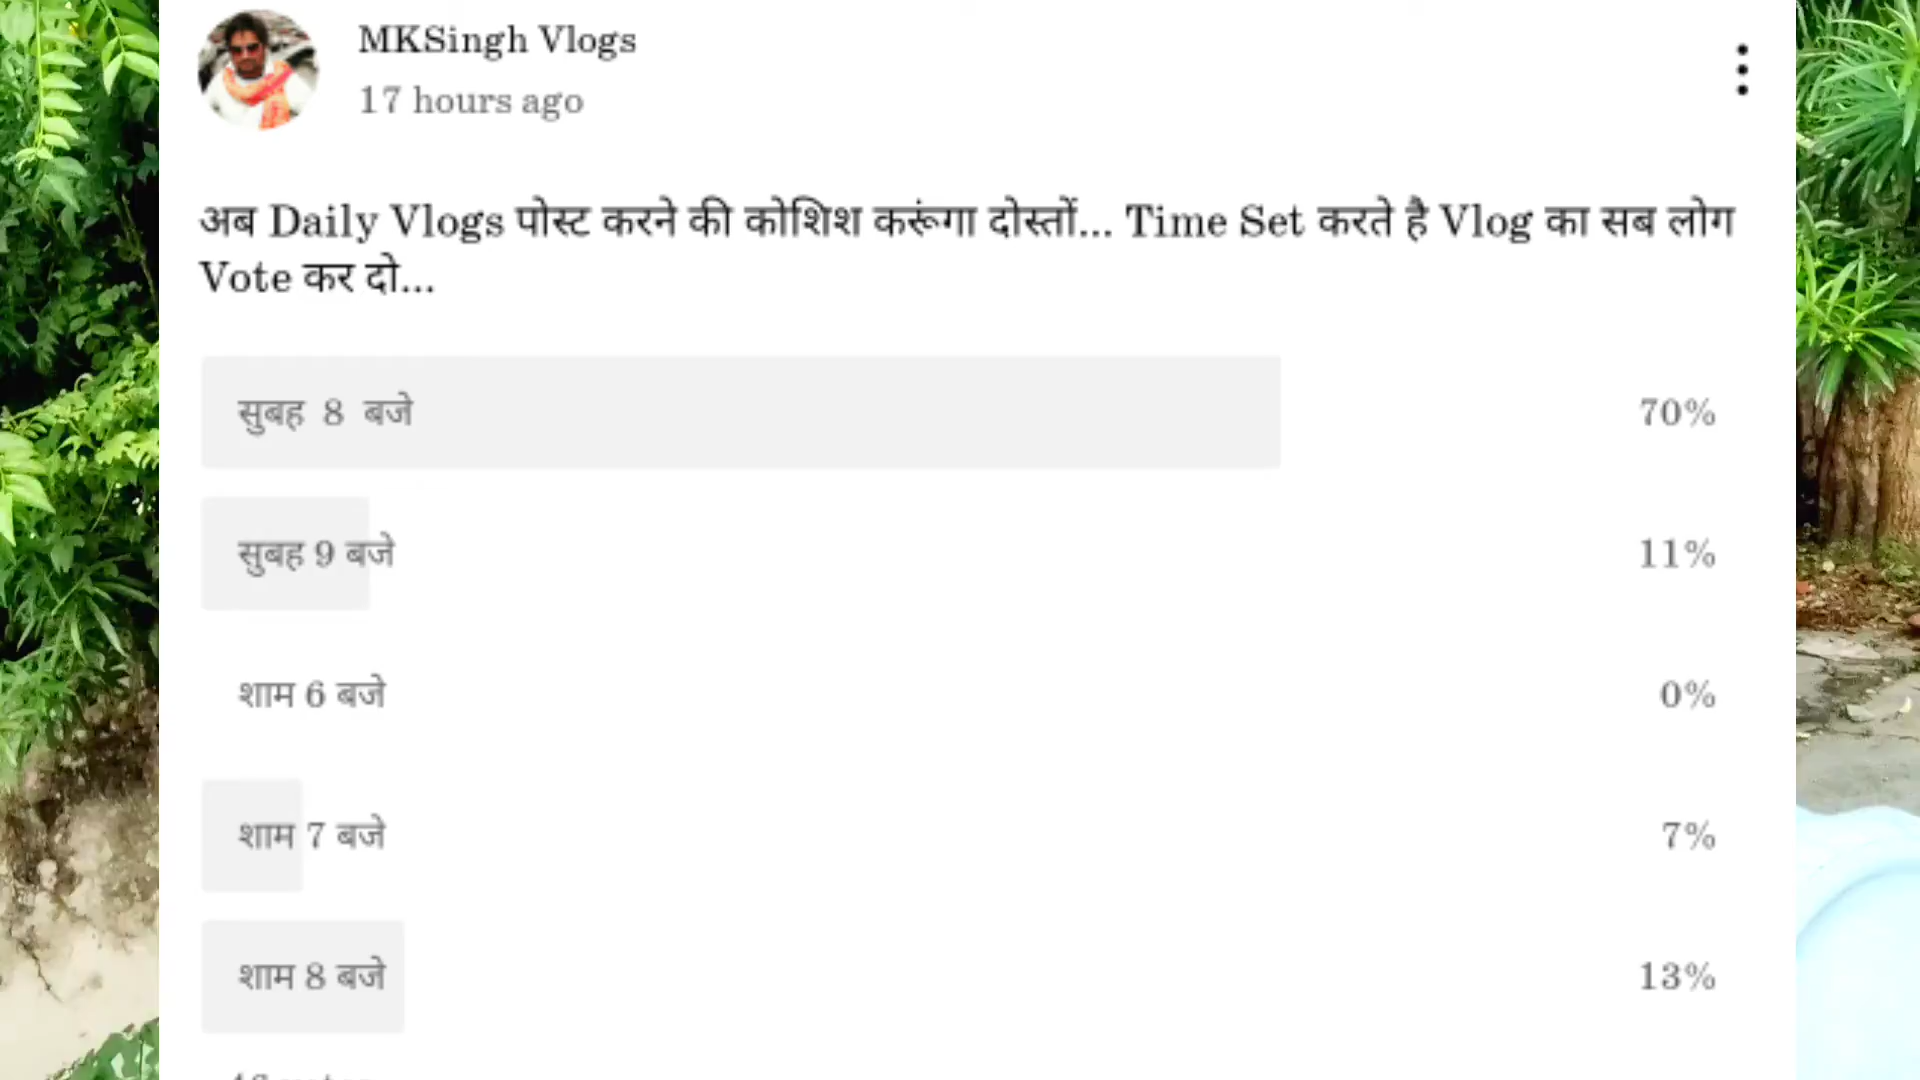 MKSingh Vlogs
17 hours ago
अब Daily Vlogs पोस्ट करने की कोशिश करूंगा दोस्तों... Time Set करते है Vlog का सब लोग
Vote कर दो...
सुबह 8 बजे
70%
सुबह 9 बजे
11%
शाम 6 बजे
0%
शाम 7 बजे
7%
शाम 8 बजे
13%